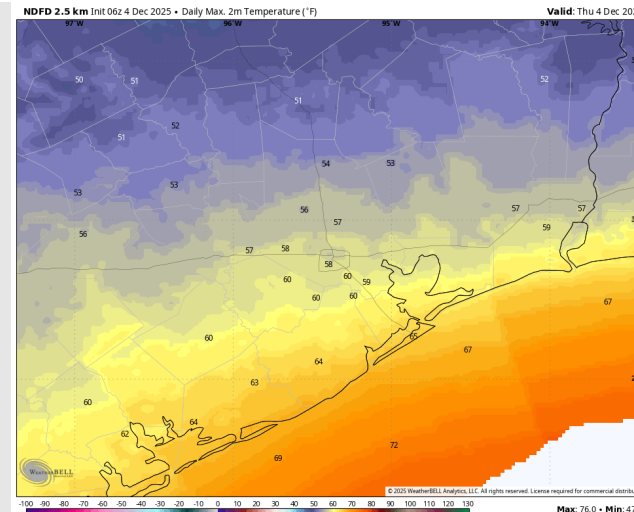 NDFD 2.5 km Init 06z 4 Dec 2025 • Daily Max. 2m Temperature (°F)
Valid: Thu 4 Dec 202
97°W 96°W 95°W 94°W
50 51 52
51
52
51
54 53
53 53
56 57 57
57
56 59
57 58
58
60 60 59
60 60
67
60 65
67
64
63
60
64
62
72
69
WEATHERBELL
© 2025 WeatherBELL Analytics, LLC. All rights reserved. License required for commercial distribu
-100 -90 -80 -70 -60 -50 -40 -30 -20 -10 0 10 20 30 40 50 60 70 80 90 100 110 120 130
Max: 76.0 • Min: 47